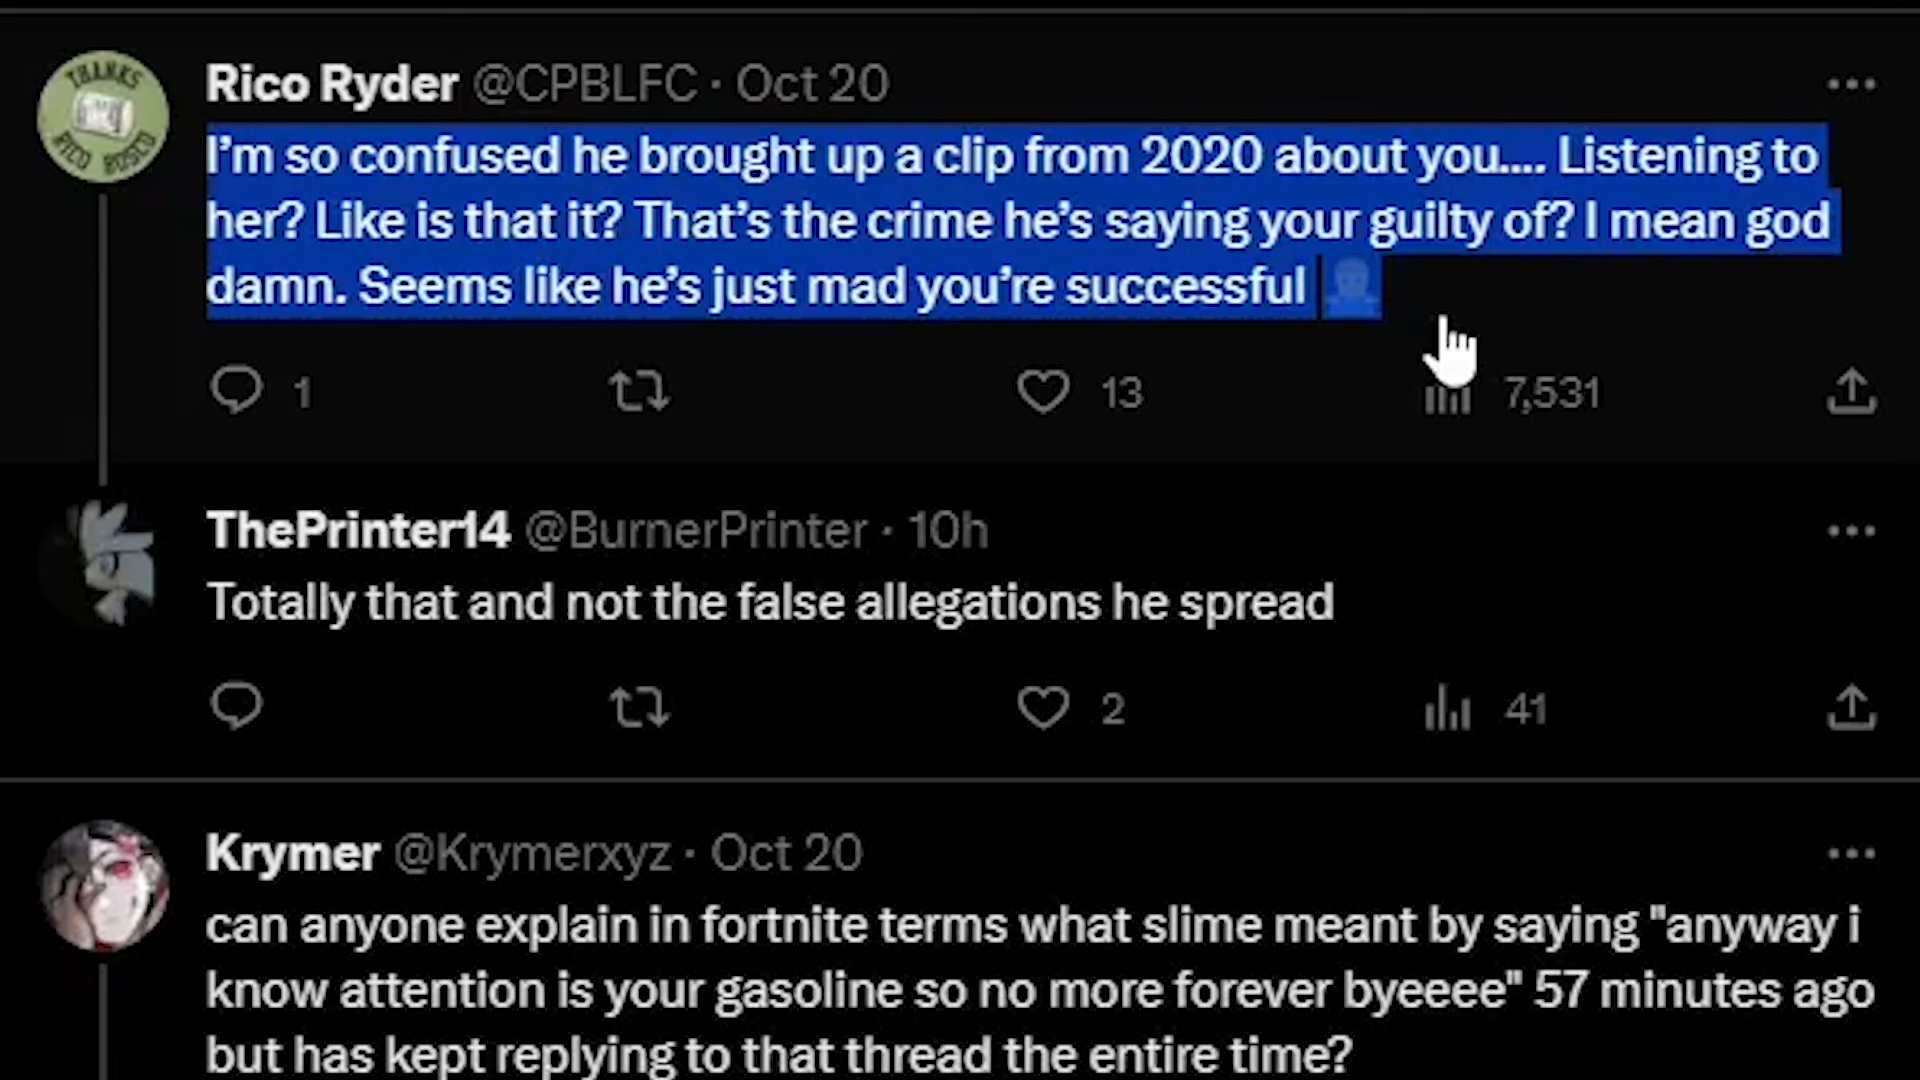 THANKS
RICO BOSCO
Rico Ryder @CPBLFC · Oct 20
I'm so confused he brought up a clip from 2020 about you.... Listening to
her? Like is that it? That's the crime he's saying your guilty of? I mean god
damn. Seems like he's just mad you're successful 👤
1 13 7,531
ThePrinter14 @BurnerPrinter · 10h
Totally that and not the false allegations he spread
2 41
Krymer @Krymerxyz · Oct 20
can anyone explain in fortnite terms what slime meant by saying "anyway i
know attention is your gasoline so no more forever byeeee" 57 minutes ago
but has kept replying to that thread the entire time?